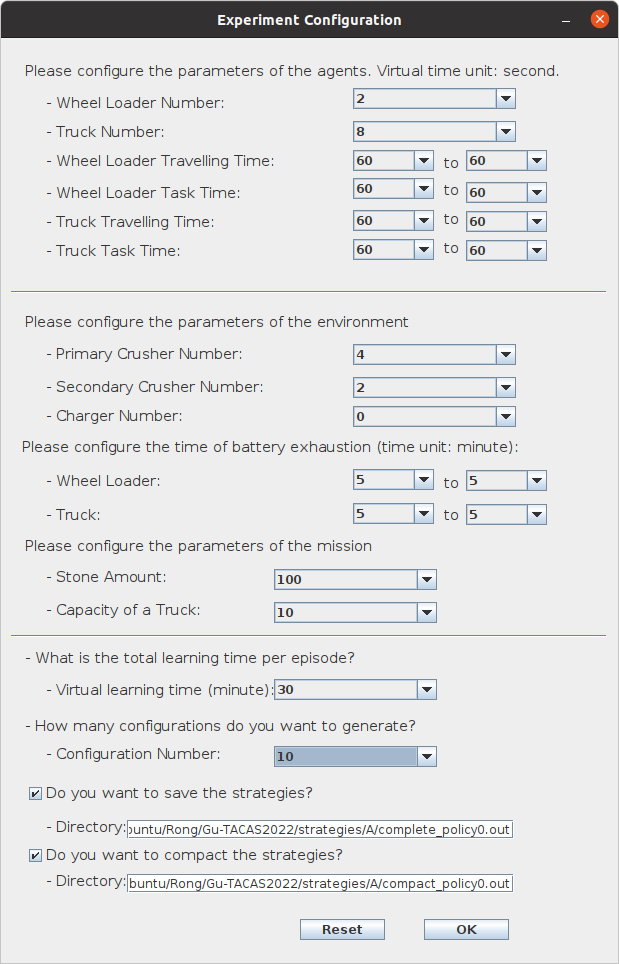 Experiment Configuration
Please configure the parameters of the agents. Virtual time unit: second.
- Wheel Loader Number: 2
- Truck Number: 8
- Wheel Loader Travelling Time: 60 to 60
- Wheel Loader Task Time: 60 to 60
- Truck Travelling Time: 60 to 60
- Truck Task Time: 60 to 60
Please configure the parameters of the environment
- Primary Crusher Number: 4
- Secondary Crusher Number: 2
- Charger Number: 0
Please configure the time of battery exhaustion (time unit: minute):
- Wheel Loader: 5 to 5
- Truck: 5 to 5
Please configure the parameters of the mission
- Stone Amount: 100
- Capacity of a Truck: 10
- What is the total learning time per episode?
- Virtual learning time (minute): 30
- How many configurations do you want to generate?
- Configuration Number: 10
Do you want to save the strategies?
- Directory: buntu/Rong/Gu-TACAS2022/strategies/A/complete_policy0.out
Do you want to compact the strategies?
- Directory: buntu/Rong/Gu-TACAS2022/strategies/A/compact_policy0.out
Reset OK